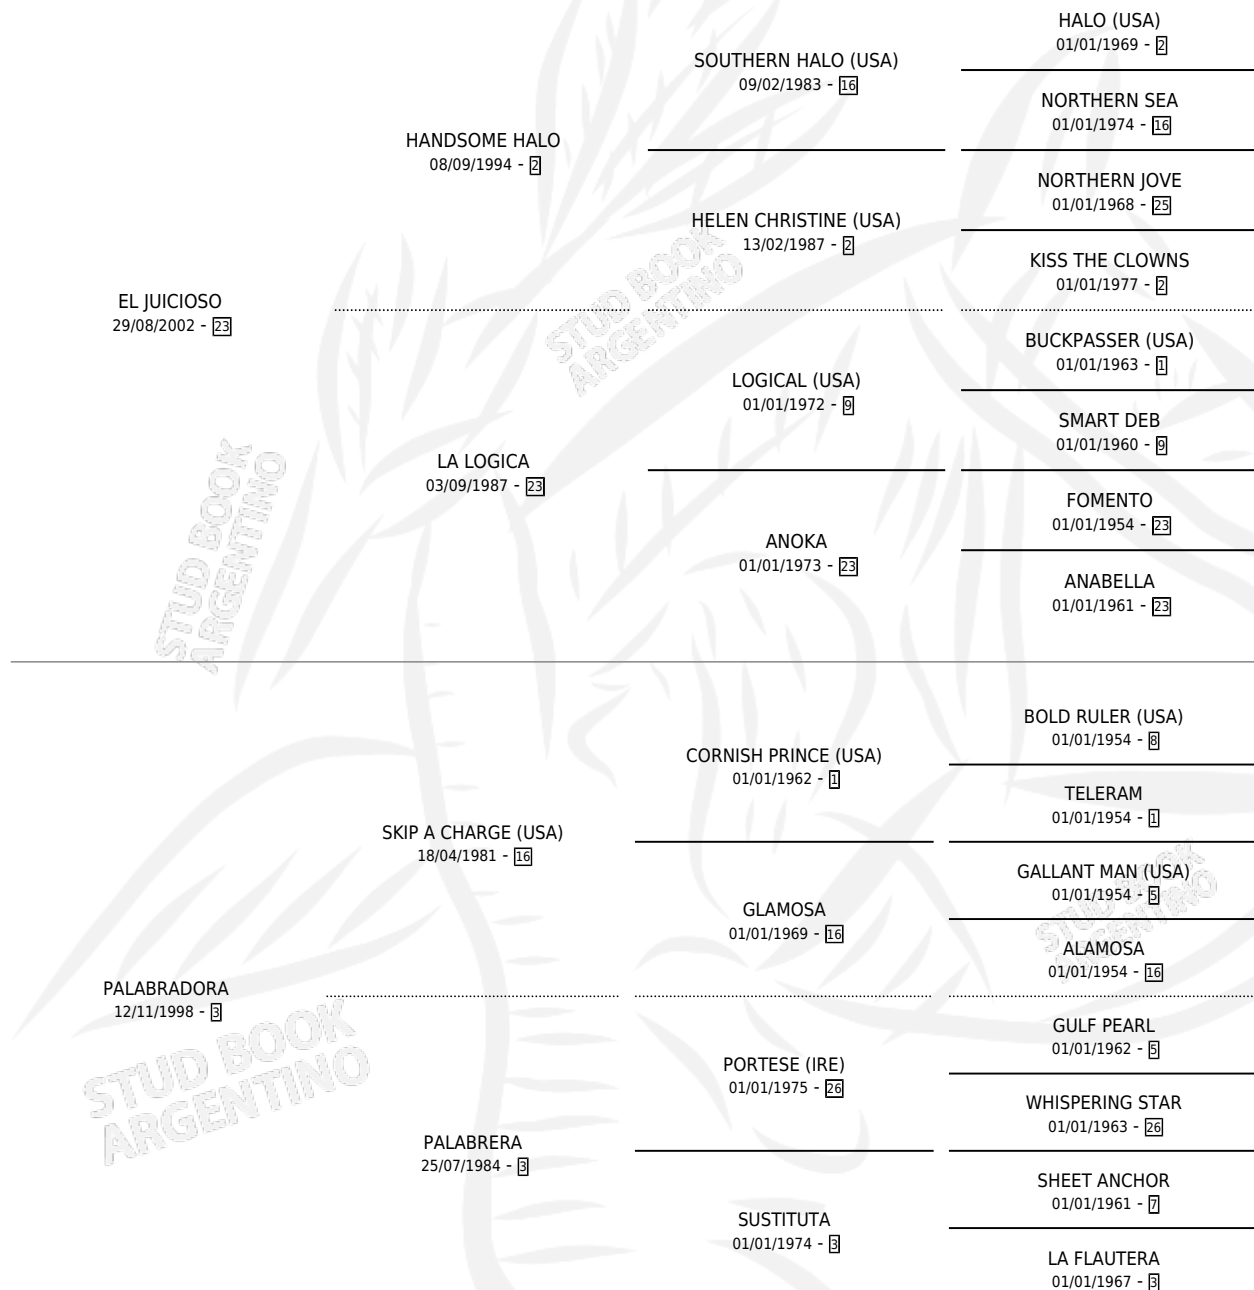 HALO (USA)
01/01/1969 - 2
SOUTHERN HALO (USA)
09/02/1983 - 16
NORTHERN SEA
01/01/1974 - 16
HANDSOME HALO
08/09/1994 - 2
NORTHERN JOVE
01/01/1968 - 25
HELEN CHRISTINE (USA)
13/02/1987 - 2
KISS THE CLOWNS
01/01/1977 - 2
STUD BOOK
ARGENTINO
EL JUICIOSO
29/08/2002 - 23
BUCKPASSER (USA)
01/01/1963 - 1
LOGICAL (USA)
01/01/1972 - 9
SMART DEB
01/01/1960 - 9
LA LOGICA
03/09/1987 - 23
FOMENTO
01/01/1954 - 23
ANOKA
01/01/1973 - 23
ANABELLA
01/01/1961 - 23
STUD BOOK
ARGENTINO
BOLD RULER (USA)
01/01/1954 - 8
CORNISH PRINCE (USA)
01/01/1962 - 1
TELERAM
01/01/1954 - 1
SKIP A CHARGE (USA)
18/04/1981 - 16
GALLANT MAN (USA)
01/01/1954 - 5
GLAMOSA
01/01/1969 - 16
ALAMOSA
01/01/1954 - 16
STUD BOOK
ARGENTINO
PALABRADORA
12/11/1998 - 3
GULF PEARL
01/01/1962 - 5
PORTESE (IRE)
01/01/1975 - 26
WHISPERING STAR
01/01/1963 - 26
STUD BOOK
ARGENTINO
PALABRERA
25/07/1984 - 3
SHEET ANCHOR
01/01/1961 - 7
SUSTITUTA
01/01/1974 - 3
LA FLAUTERA
01/01/1967 - 3